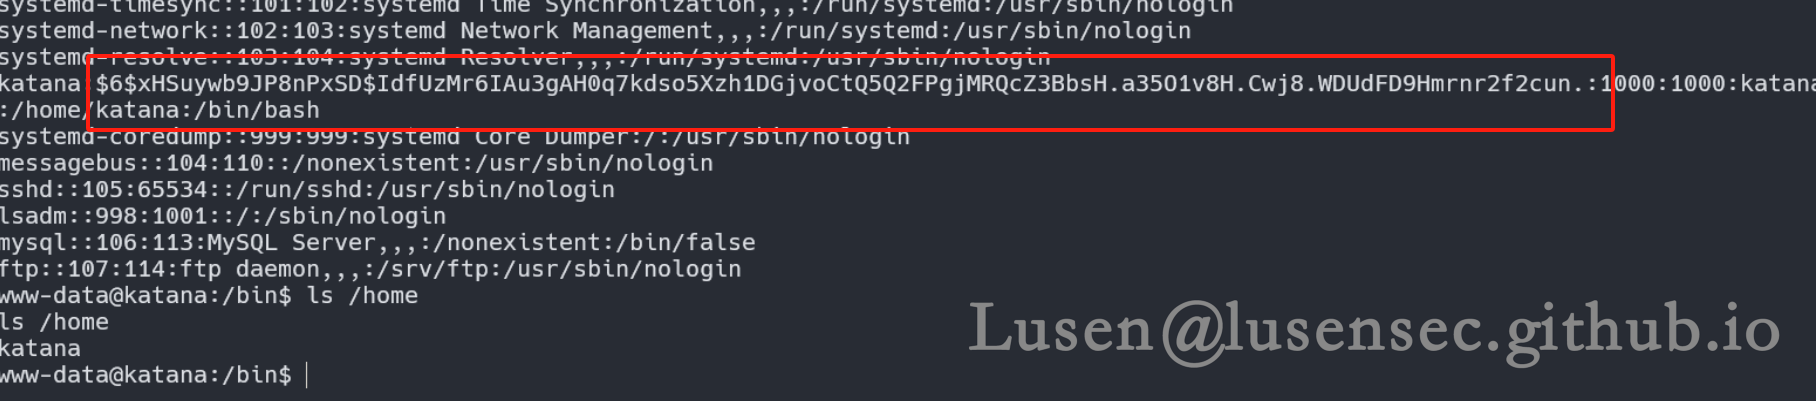 systemd-timesync::101:102:systemd Time Synchronization,,,:/run/systemd:/usr/sbin/nologin
systemd-network::102:103:systemd Network Management,,,:/run/systemd:/usr/sbin/nologin
systemd-resolve::103:104:systemd Resolver,,,:/run/systemd:/usr/sbin/nologin
katana:$6$xHSuywb9JP8nPxSD$IdfUzMr6IAu3gAH0q7kdso5Xzh1DGjvoCtQ5Q2FPgjMRQcZ3BbsH.a35O1v8H.Cwj8.WDUdFD9Hmrnr2f2cun.:1000:1000:katana
:/home/katana:/bin/bash
systemd-coredump::999:999:systemd Core Dumper:/:/usr/sbin/nologin
messagebus::104:110::/nonexistent:/usr/sbin/nologin
sshd::105:65534::/run/sshd:/usr/sbin/nologin
lsadm::998:1001::/:/sbin/nologin
mysql::106:113:MySQL Server,,,:/nonexistent:/bin/false
ftp::107:114:ftp daemon,,,:/srv/ftp:/usr/sbin/nologin
www-data@katana:/bin$ ls /home
ls /home
katana
www-data@katana:/bin$
Lusen@lusensec.github.io